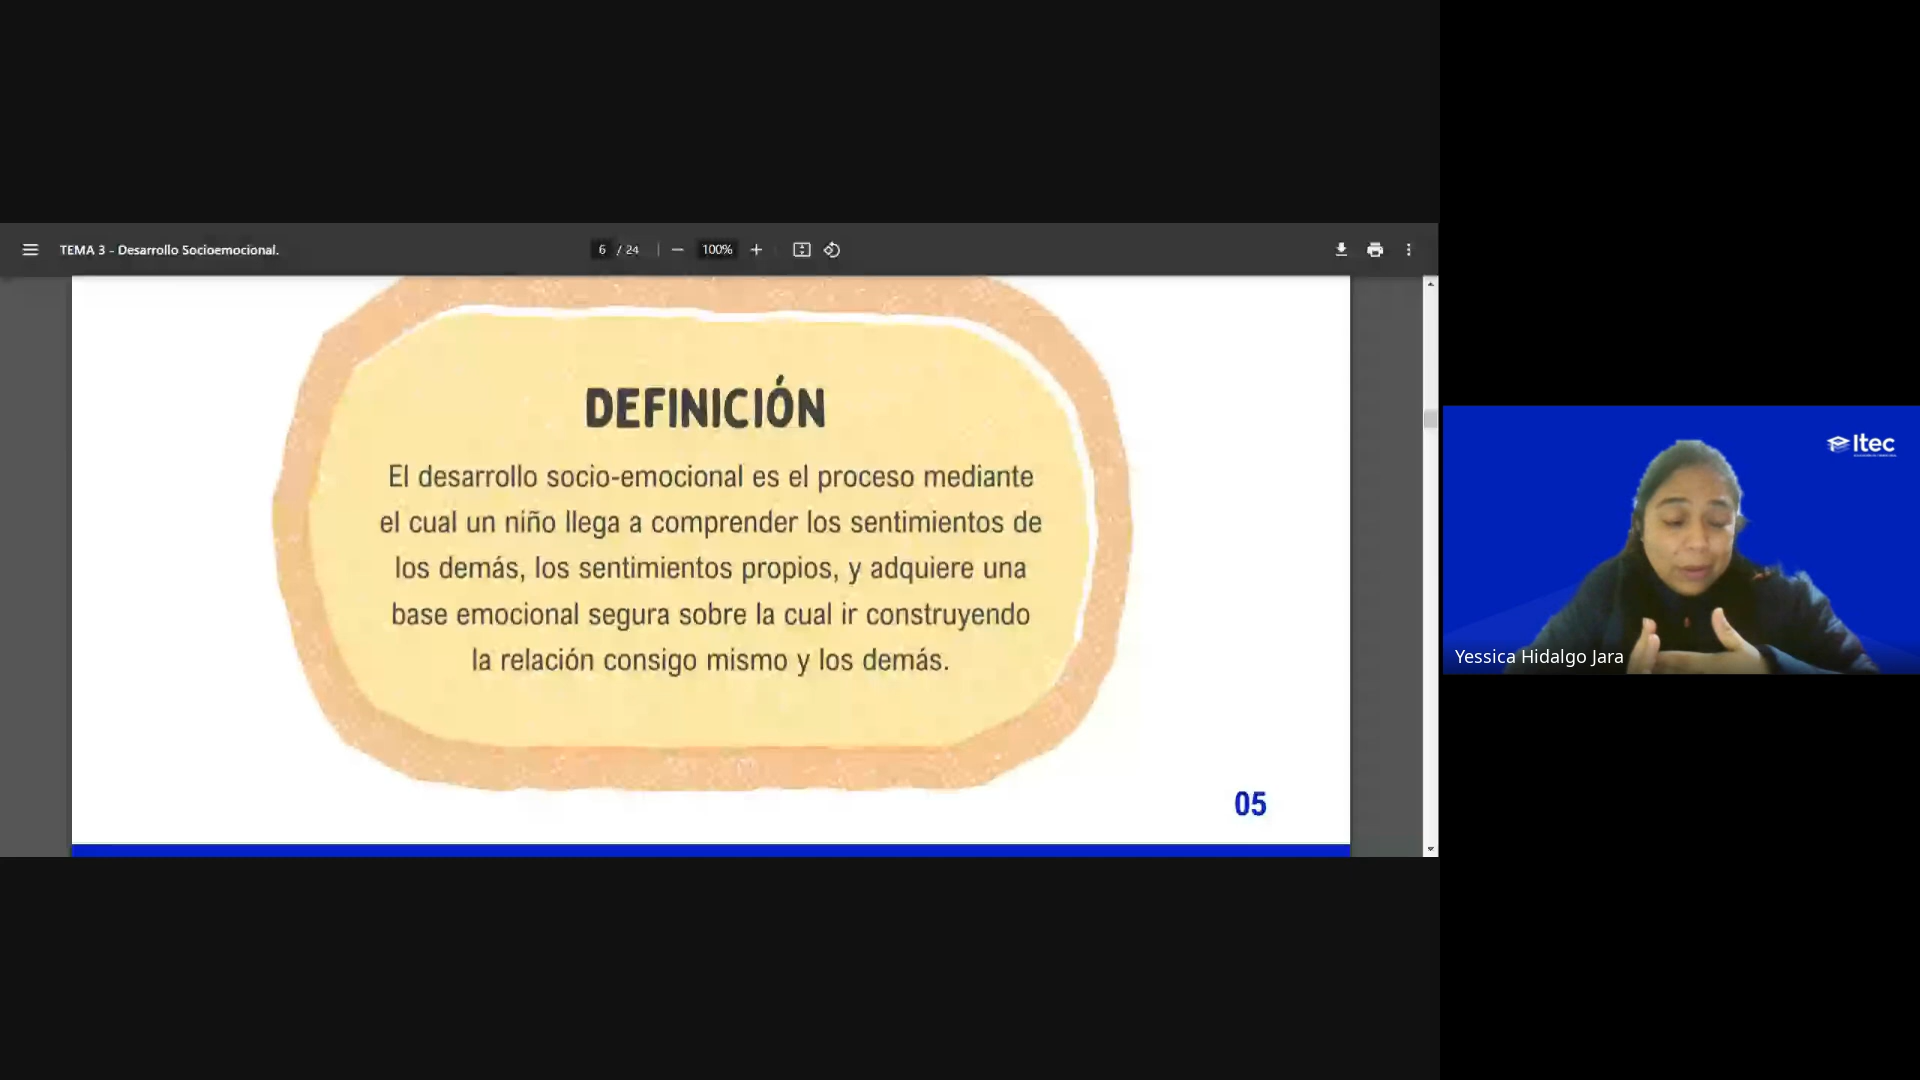 TEMA 3 - Desarrollo Socioemocional.
6 / 24
100%
DEFINICIÓN
El desarrollo socio-emocional es el proceso mediante
el cual un niño llega a comprender los sentimientos de
los demás, los sentimientos propios, y adquiere una
base emocional segura sobre la cual ir construyendo
la relación consigo mismo y los demás.
05
Itec
Yessica Hidalgo Jara